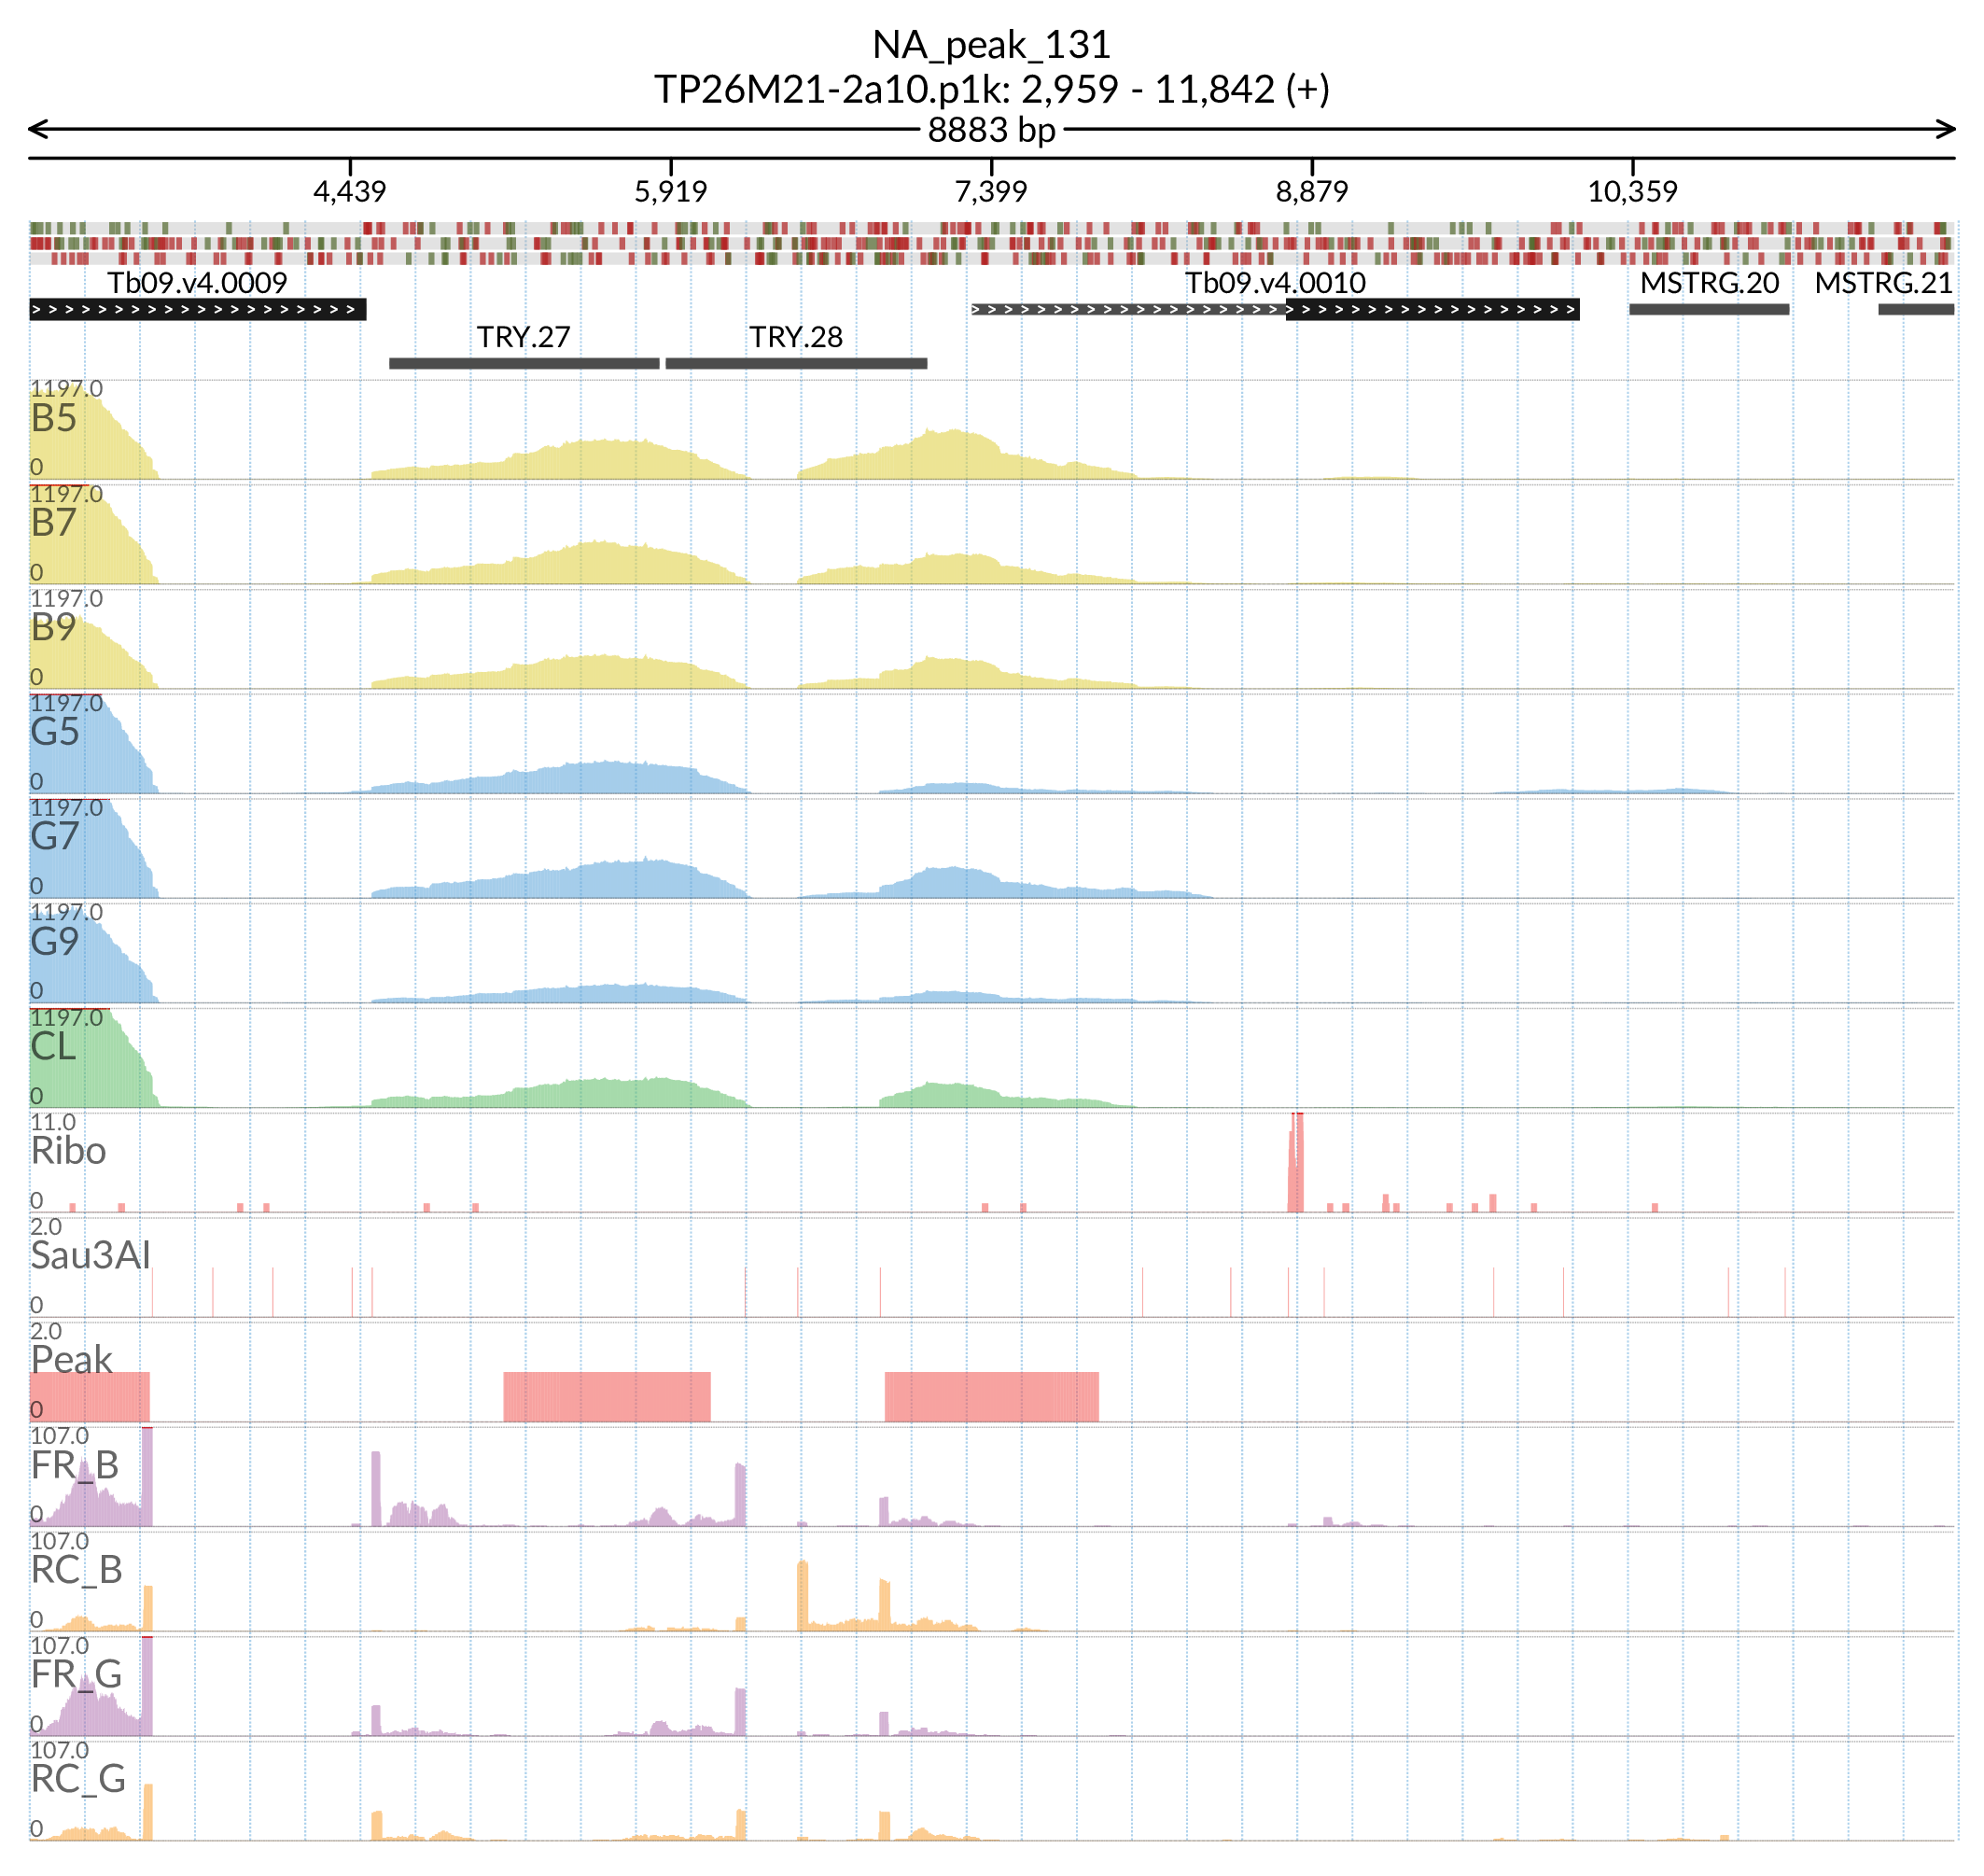 NA_peak_131
TP26M21-2a10.p1k: 2,959 - 11,842 (+)
8883 bp
4,439 5,919 7,399 8,879 10,359
Tb09.v4.0009 Tb09.v4.0010 MSTRG.20 MSTRG.21
TRY.27 TRY.28
1197.0
B5
0
1197.0
B7
0
1197.0
B9
0
1197.0
G5
0
1197.0
G7
0
1197.0
G9
0
1197.0
CL
0
11.0
Ribo
0
2.0
Sau3AI
0
2.0
Peak
0
107.0
FR_B
0
107.0
RC_B
0
107.0
FR_G
0
107.0
RC_G
0